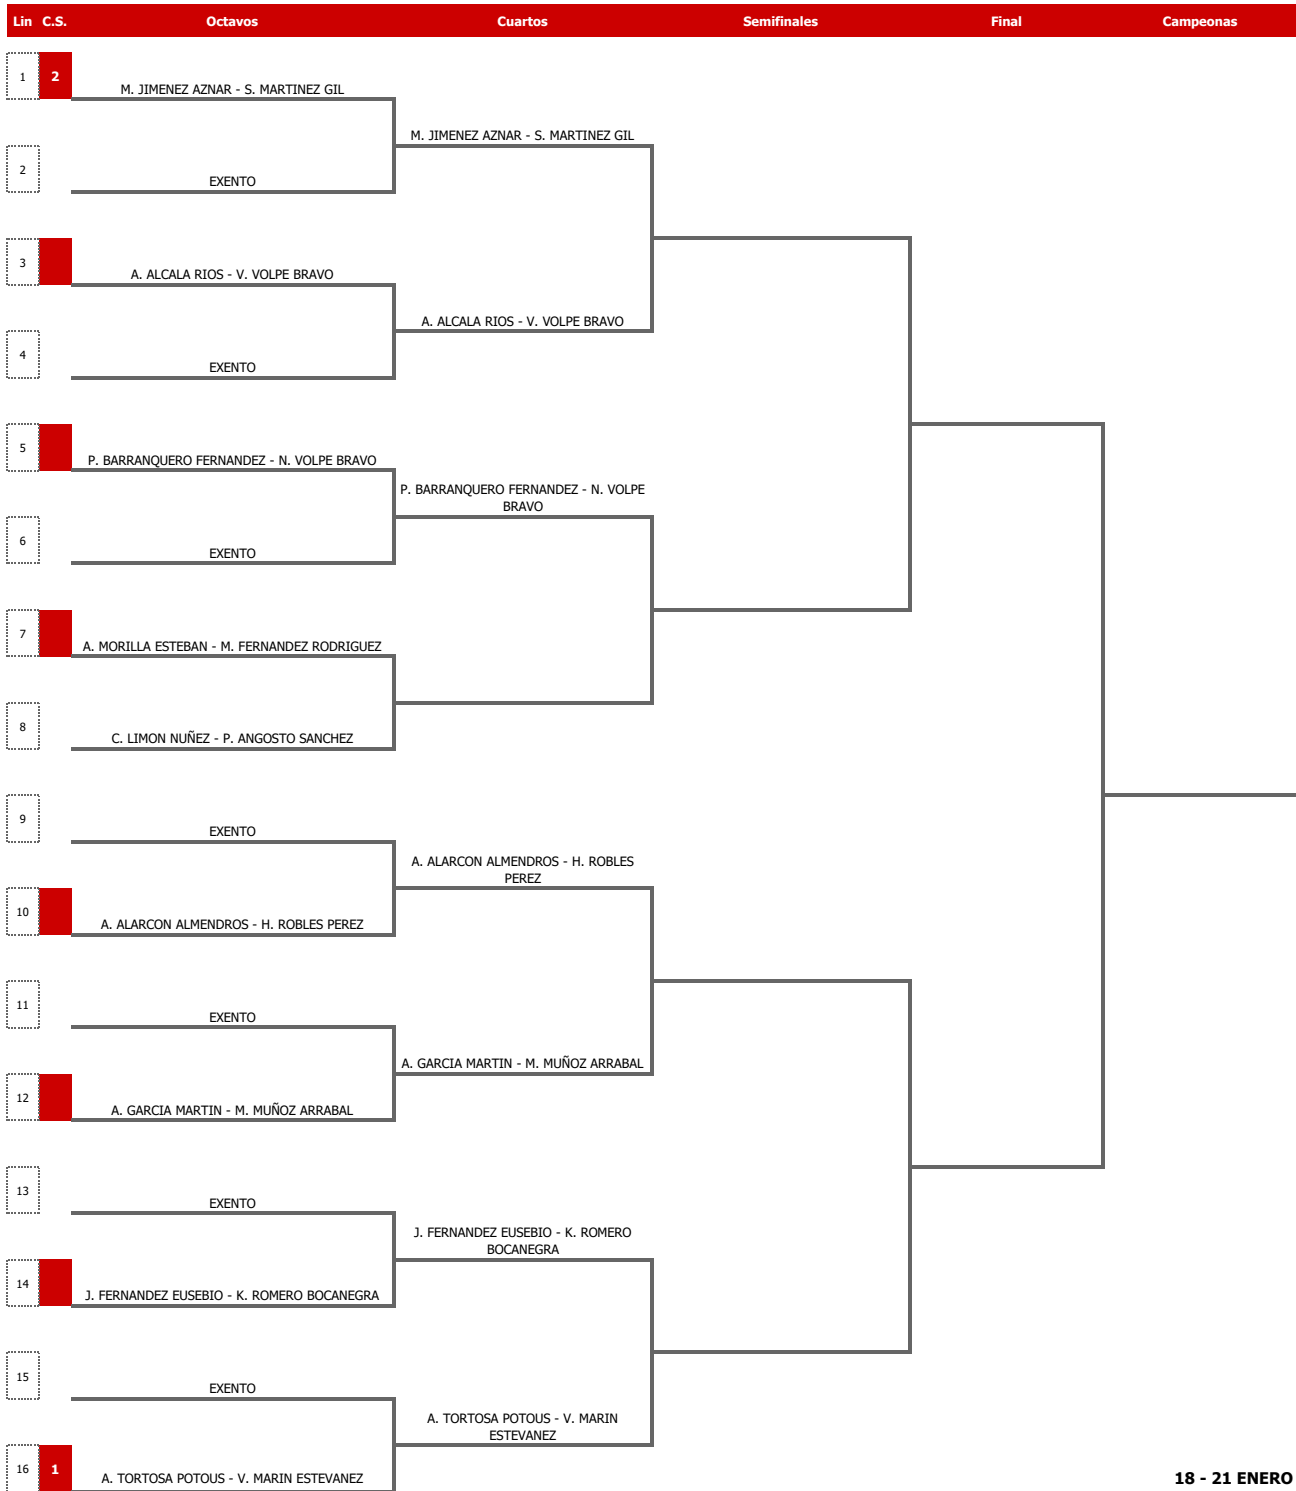 Lin C.S. Octavos Cuartos Semifinales Final Campeonas
1 2
M. JIMENEZ AZNAR - S. MARTINEZ GIL
M. JIMENEZ AZNAR - S. MARTINEZ GIL
2
EXENTO
3
A. ALCALA RIOS - V. VOLPE BRAVO
A. ALCALA RIOS - V. VOLPE BRAVO
4
EXENTO
5
P. BARRANQUERO FERNANDEZ - N. VOLPE BRAVO
P. BARRANQUERO FERNANDEZ - N. VOLPE
BRAVO
6
EXENTO
7
A. MORILLA ESTEBAN - M. FERNANDEZ RODRIGUEZ
8
C. LIMON NUÑEZ - P. ANGOSTO SANCHEZ
9
EXENTO
A. ALARCON ALMENDROS - H. ROBLES
PEREZ
10
A. ALARCON ALMENDROS - H. ROBLES PEREZ
11
EXENTO
A. GARCIA MARTIN - M. MUÑOZ ARRABAL
12
A. GARCIA MARTIN - M. MUÑOZ ARRABAL
13
EXENTO
J. FERNANDEZ EUSEBIO - K. ROMERO
BOCANEGRA
14
J. FERNANDEZ EUSEBIO - K. ROMERO BOCANEGRA
15
EXENTO
A. TORTOSA POTOUS - V. MARIN
ESTEVANEZ
16 1
A. TORTOSA POTOUS - V. MARIN ESTEVANEZ
18 - 21 ENERO